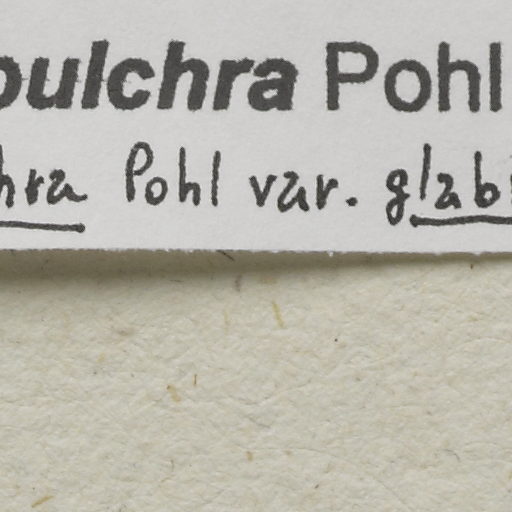 pulchra Pohl
hra Pohl var. glab